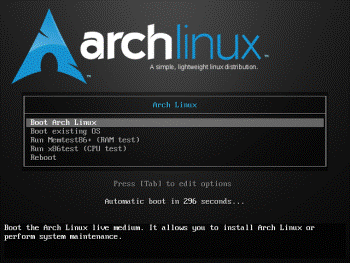 archlinux™
A simple, lightweight linux distribution.
™
Arch Linux
Boot Arch Linux
Boot existing OS
Run Memtest86+ (RAM test)
Run x86test (CPU test)
Reboot
Press [Tab] to edit options
Automatic boot in 296 seconds...
Boot the Arch Linux live medium. It allows you to install Arch Linux or
perform system maintenance.